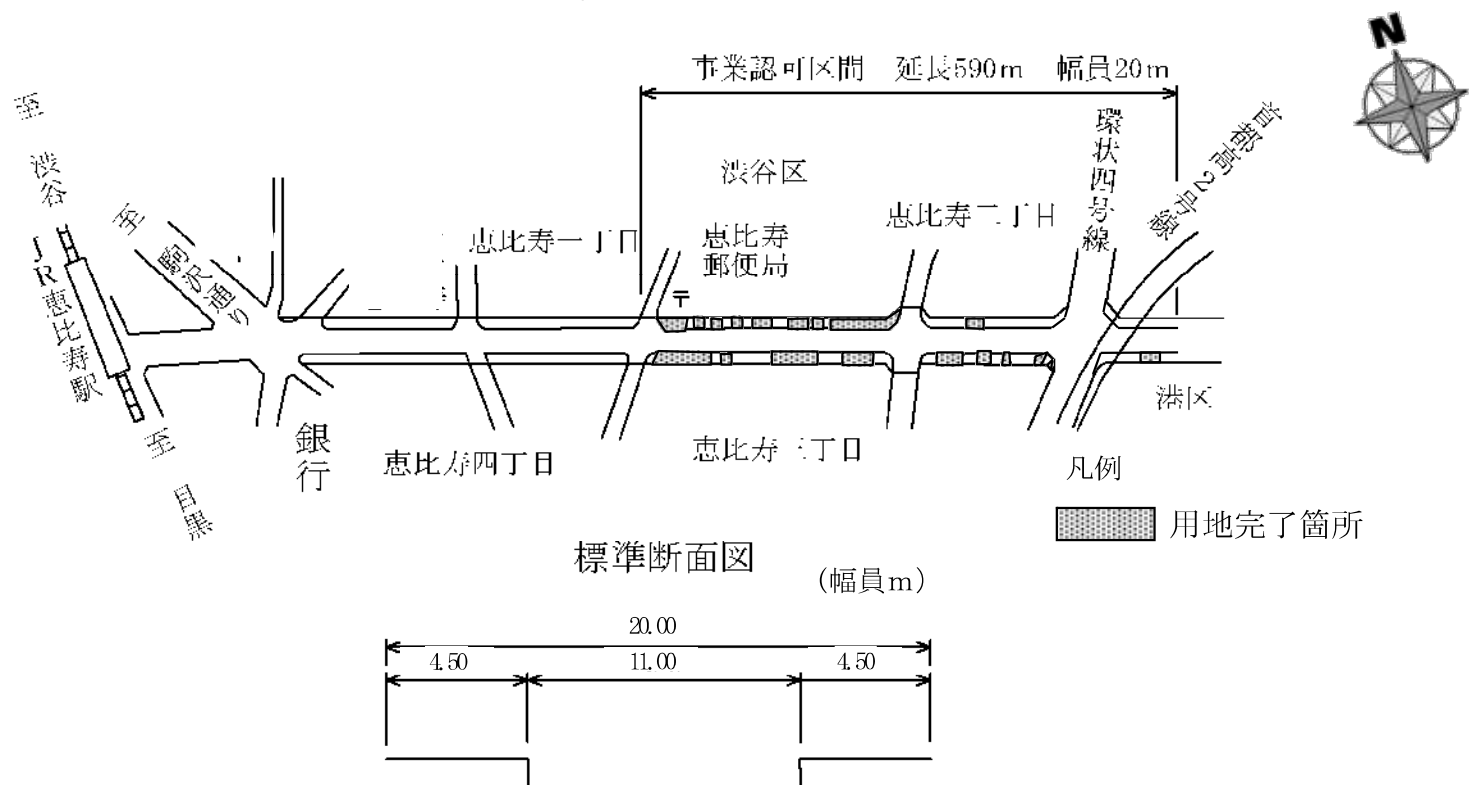 N
事業認可区間　延長590m　幅員20m
至 渋谷
JR恵比寿駅
至 目黒
至
駒沢通り
恵比寿一丁目
渋谷区
恵比寿
郵便局
〒
恵比寿二丁目
環状四号線
首都高2号線
港区
銀行
恵比寿四丁目
恵比寿三丁目
凡例
用地完了箇所
標準断面図
(幅員m)
20.00
4.50
11.00
4.50